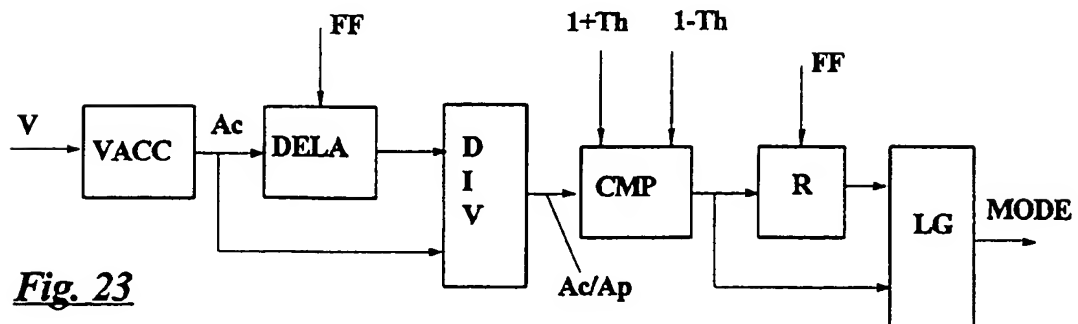 FF
1+Th
1-Th
FF
V
VACC
Ac
DELA
D
I
V
CMP
R
LG
MODE
Ac/Ap
Fig. 23